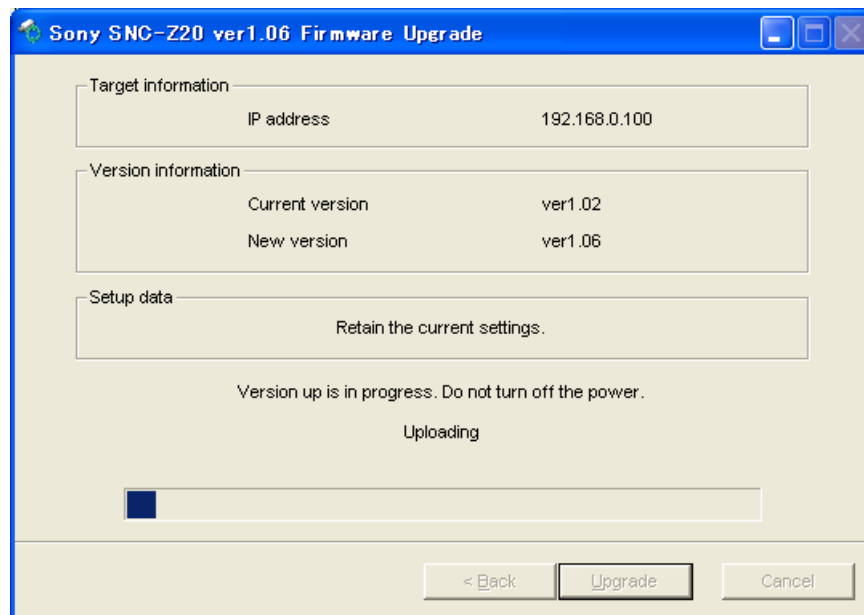 Sony SNC-Z20 ver1.06 Firmware Upgrade
Target information
IP address 192.168.0.100
Version information
Current version ver1.02
New version ver1.06
Setup data
Retain the current settings.
Version up is in progress. Do not turn off the power.
Uploading
< Back Upgrade Cancel